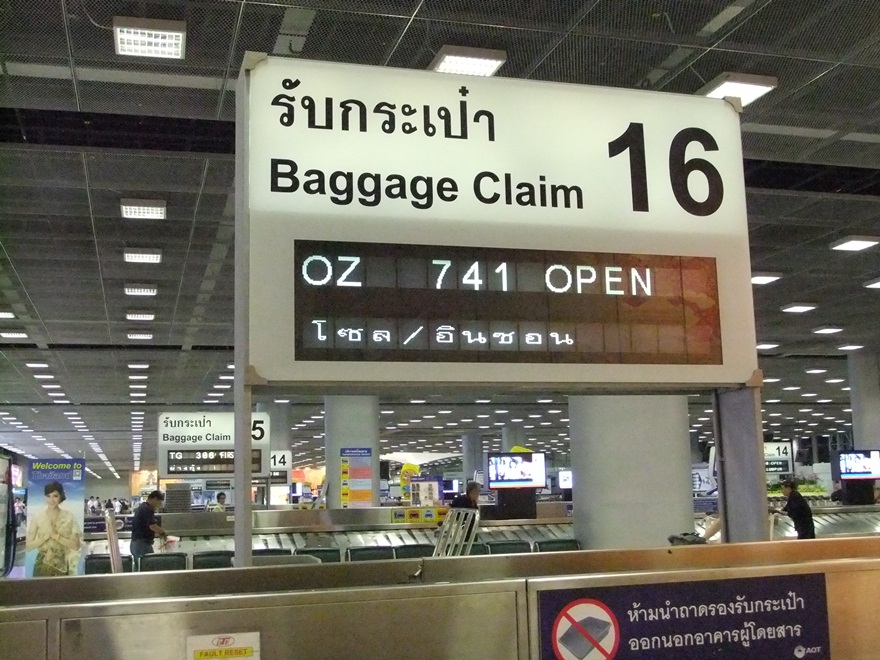 รับกระเป๋า
Baggage Claim
16
OZ 741 OPEN
โซล/อินชอน
รับกระเป๋า
Baggage Claim
5
TG 306 FIRS
14
14
Welcome to
Thailand
ห้ามนำถาดรองรับกระเป๋า
ออกนอกอาคารผู้โดยสาร
AOT
FAULT RESET